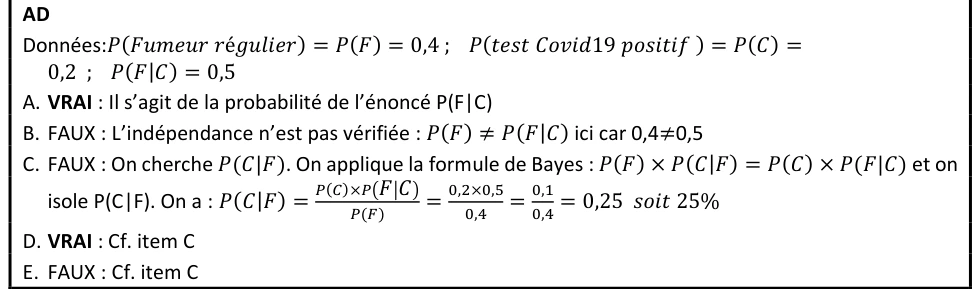 AD
Données:P(Fumeur régulier) = P(F) = 0,4 ; P(test Covid19 positif ) = P(C) =
0,2 ; P(F|C) = 0,5
A. VRAI : Il s’agit de la probabilité de l’énoncé P(F|C)
B. FAUX : L’indépendance n’est pas vérifiée : P(F) ≠ P(F|C) ici car 0,4≠0,5
C. FAUX : On cherche P(C|F). On applique la formule de Bayes : P(F) × P(C|F) = P(C) × P(F|C) et on
isole P(C|F). On a : P(C|F) = P(C)×P(F|C)/P(F) = 0,2×0,5/0,4 = 0,1/0,4 = 0,25 soit 25%
D. VRAI : Cf. item C
E. FAUX : Cf. item C